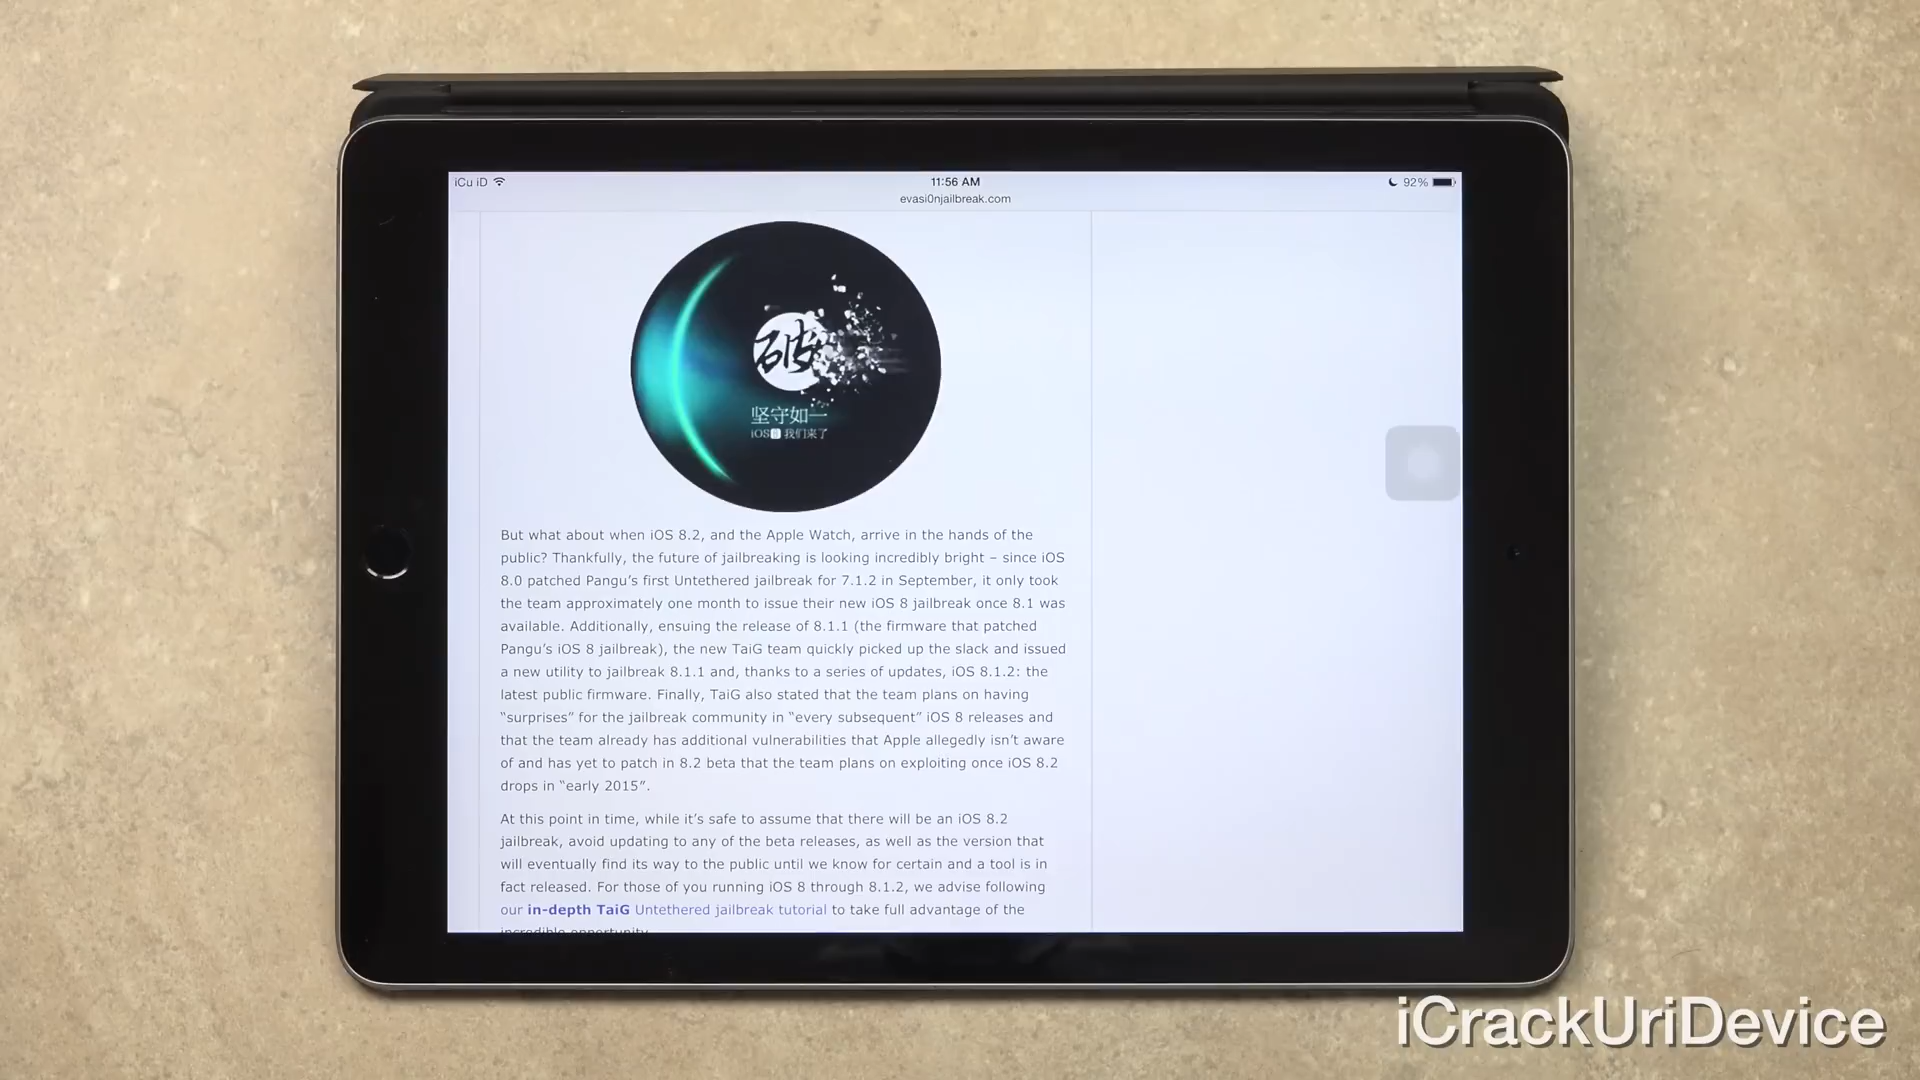 iCu iD
11:56 AM
92%
evasi0njailbreak.com
破
坚守如一
iOS8 我们来了
But what about when iOS 8.2, and the Apple Watch, arrive in the hands of the
public? Thankfully, the future of jailbreaking is looking incredibly bright – since iOS
8.0 patched Pangu’s first Untethered jailbreak for 7.1.2 in September, it only took
the team approximately one month to issue their new iOS 8 jailbreak once 8.1 was
available. Additionally, ensuing the release of 8.1.1 (the firmware that patched
Pangu’s iOS 8 jailbreak), the new TaiG team quickly picked up the slack and issued
a new utility to jailbreak 8.1.1 and, thanks to a series of updates, iOS 8.1.2: the
latest public firmware. Finally, TaiG also stated that the team plans on having
“surprises” for the jailbreak community in “every subsequent” iOS 8 releases and
that the team already has additional vulnerabilities that Apple allegedly isn’t aware
of and has yet to patch in 8.2 beta that the team plans on exploiting once iOS 8.2
drops in “early 2015”.
At this point in time, while it’s safe to assume that there will be an iOS 8.2
jailbreak, avoid updating to any of the beta releases, as well as the version that
will eventually find its way to the public until we know for certain and a tool is in
fact released. For those of you running iOS 8 through 8.1.2, we advise following
our in-depth TaiG Untethered jailbreak tutorial to take full advantage of the
incredible opportunity.
iCrackUriDevice